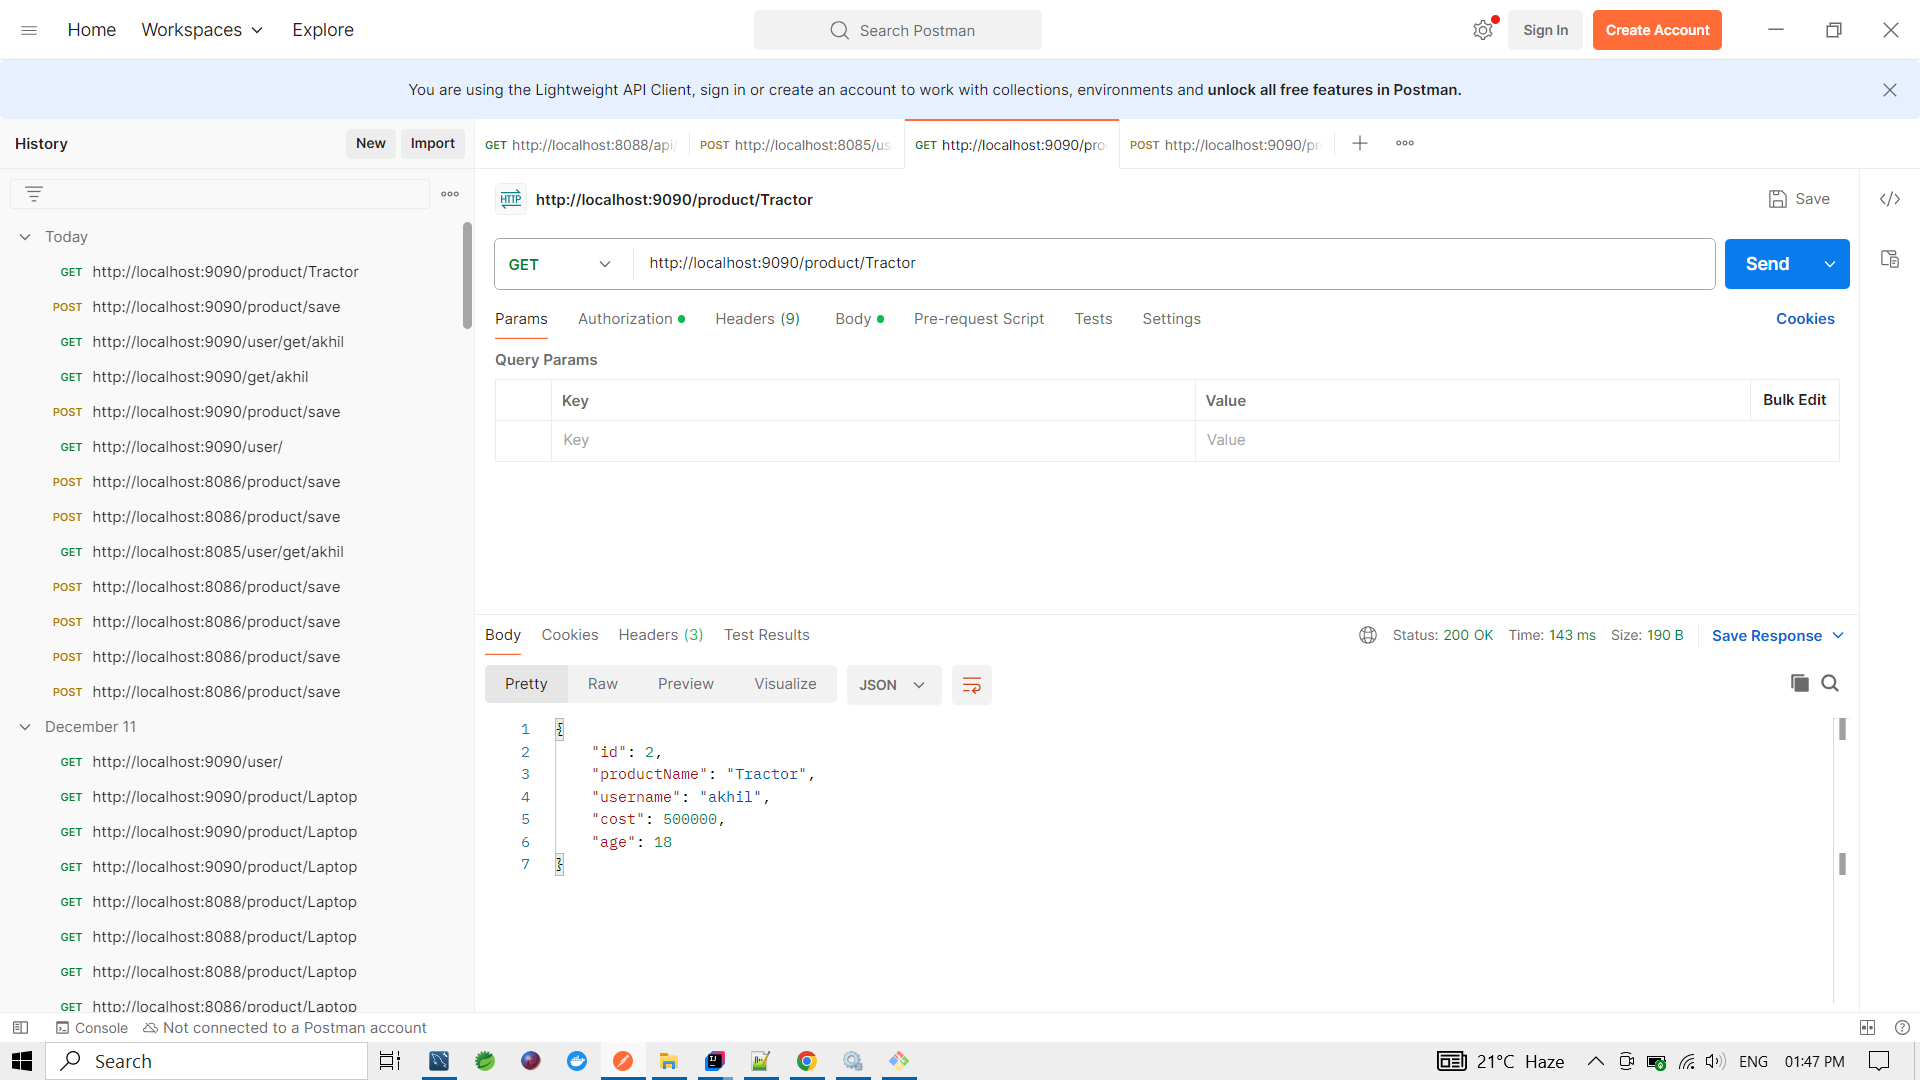 Home Workspaces Explore
Search Postman
Sign In Create Account
You are using the Lightweight API Client, sign in or create an account to work with collections, environments and unlock all free features in Postman.
History New Import
GET http://localhost:8088/api/
POST http://localhost:8085/us
GET http://localhost:9090/pro
POST http://localhost:9090/pr
Today
GET http://localhost:9090/product/Tractor
POST http://localhost:9090/product/save
GET http://localhost:9090/user/get/akhil
GET http://localhost:9090/get/akhil
POST http://localhost:9090/product/save
GET http://localhost:9090/user/
POST http://localhost:8086/product/save
POST http://localhost:8086/product/save
GET http://localhost:8085/user/get/akhil
POST http://localhost:8086/product/save
POST http://localhost:8086/product/save
POST http://localhost:8086/product/save
POST http://localhost:8086/product/save
December 11
GET http://localhost:9090/user/
GET http://localhost:9090/product/Laptop
GET http://localhost:9090/product/Laptop
GET http://localhost:9090/product/Laptop
GET http://localhost:8088/product/Laptop
GET http://localhost:8088/product/Laptop
GET http://localhost:8088/product/Laptop
GET http://localhost:8086/product/Laptop
HTTP http://localhost:9090/product/Tractor Save
GET http://localhost:9090/product/Tractor Send
Params Authorization Headers (9) Body Pre-request Script Tests Settings Cookies
Query Params
Key Value Bulk Edit
Key Value
Body Cookies Headers (3) Test Results Status: 200 OK Time: 143 ms Size: 190 B Save Response
Pretty Raw Preview Visualize JSON
1 {
2 "id": 2,
3 "productName": "Tractor",
4 "username": "akhil",
5 "cost": 500000,
6 "age": 18
7 }
Console Not connected to a Postman account
Search 21°C Haze ENG 01:47 PM